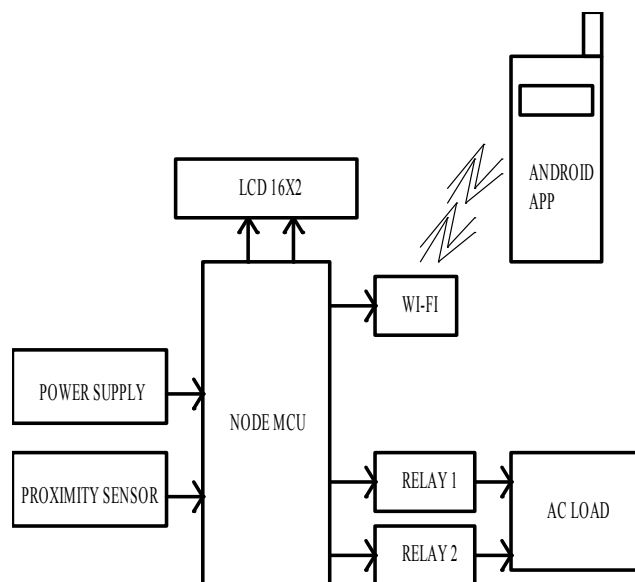 LCD 16X2
ANDROID
APP
WI-FI
POWER SUPPLY
NODE MCU
PROXIMITY SENSOR
RELAY 1
AC LOAD
RELAY 2